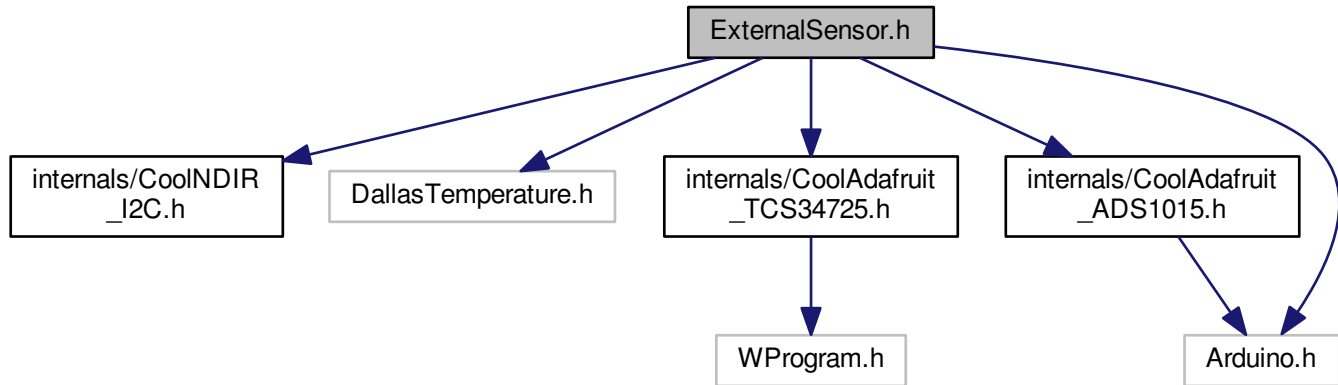 ExternalSensor.h
internals/CoolNDIR
_I2C.h
DallasTemperature.h
internals/CoolAdafruit
_TCS34725.h
internals/CoolAdafruit
_ADS1015.h
WProgram.h
Arduino.h